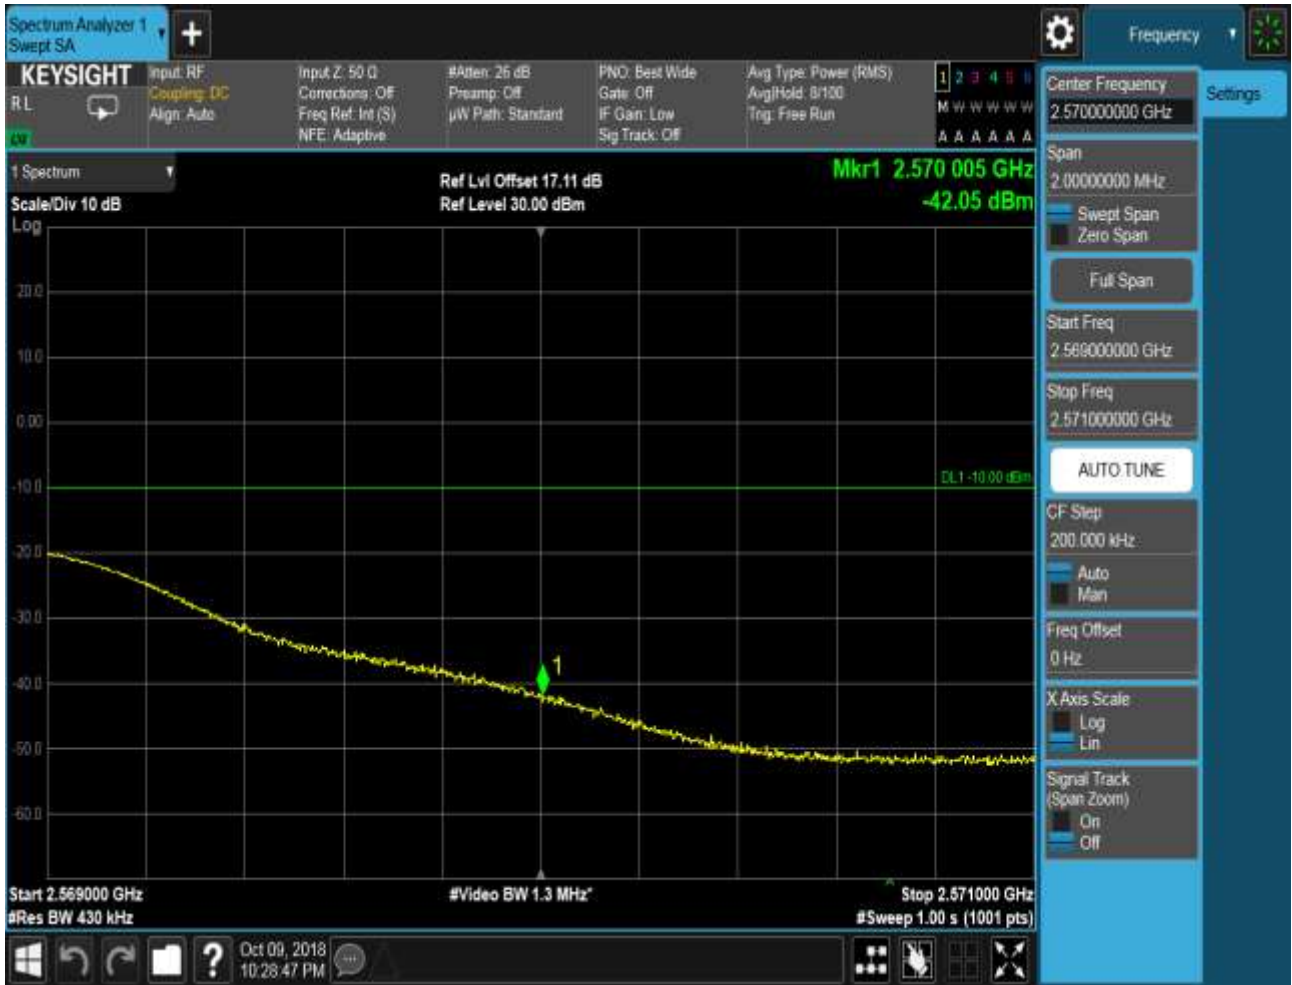 Spectrum Analyzer 1
Swept SA
+
Frequency
KEYSIGHT
R L
LW
Input: RF
Coupling: DC
Align: Auto
Input Z: 50 Ω
Corrections: Off
Freq Ref: Int (S)
NFE: Adaptive
#Atten: 26 dB
Preamp: Off
µW Path: Standard
PNO: Best Wide
Gate: Off
IF Gain: Low
Sig Track: Off
Avg Type: Power (RMS)
Avg|Hold: 8/100
Trig: Free Run
1 2 3 4 5 6
M W W W W W
A A A A A A
1 Spectrum
Scale/Div 10 dB
Log
Ref Lvl Offset 17.11 dB
Ref Level 30.00 dBm
Mkr1 2.570 005 GHz
-42.05 dBm
20.0
10.0
0.00
-10.0
-20.0
-30.0
-40.0
-50.0
-60.0
DL1 -10.00 dBm
1
Start 2.569000 GHz
#Res BW 430 kHz
#Video BW 1.3 MHz*
Stop 2.571000 GHz
#Sweep 1.00 s (1001 pts)
Center Frequency
2.570000000 GHz
Settings
Span
2.00000000 MHz
Swept Span
Zero Span
Full Span
Start Freq
2.569000000 GHz
Stop Freq
2.571000000 GHz
AUTO TUNE
CF Step
200.000 kHz
Auto
Man
Freq Offset
0 Hz
X Axis Scale
Log
Lin
Signal Track
(Span Zoom)
On
Off
?
Oct 09, 2018
10:28:47 PM